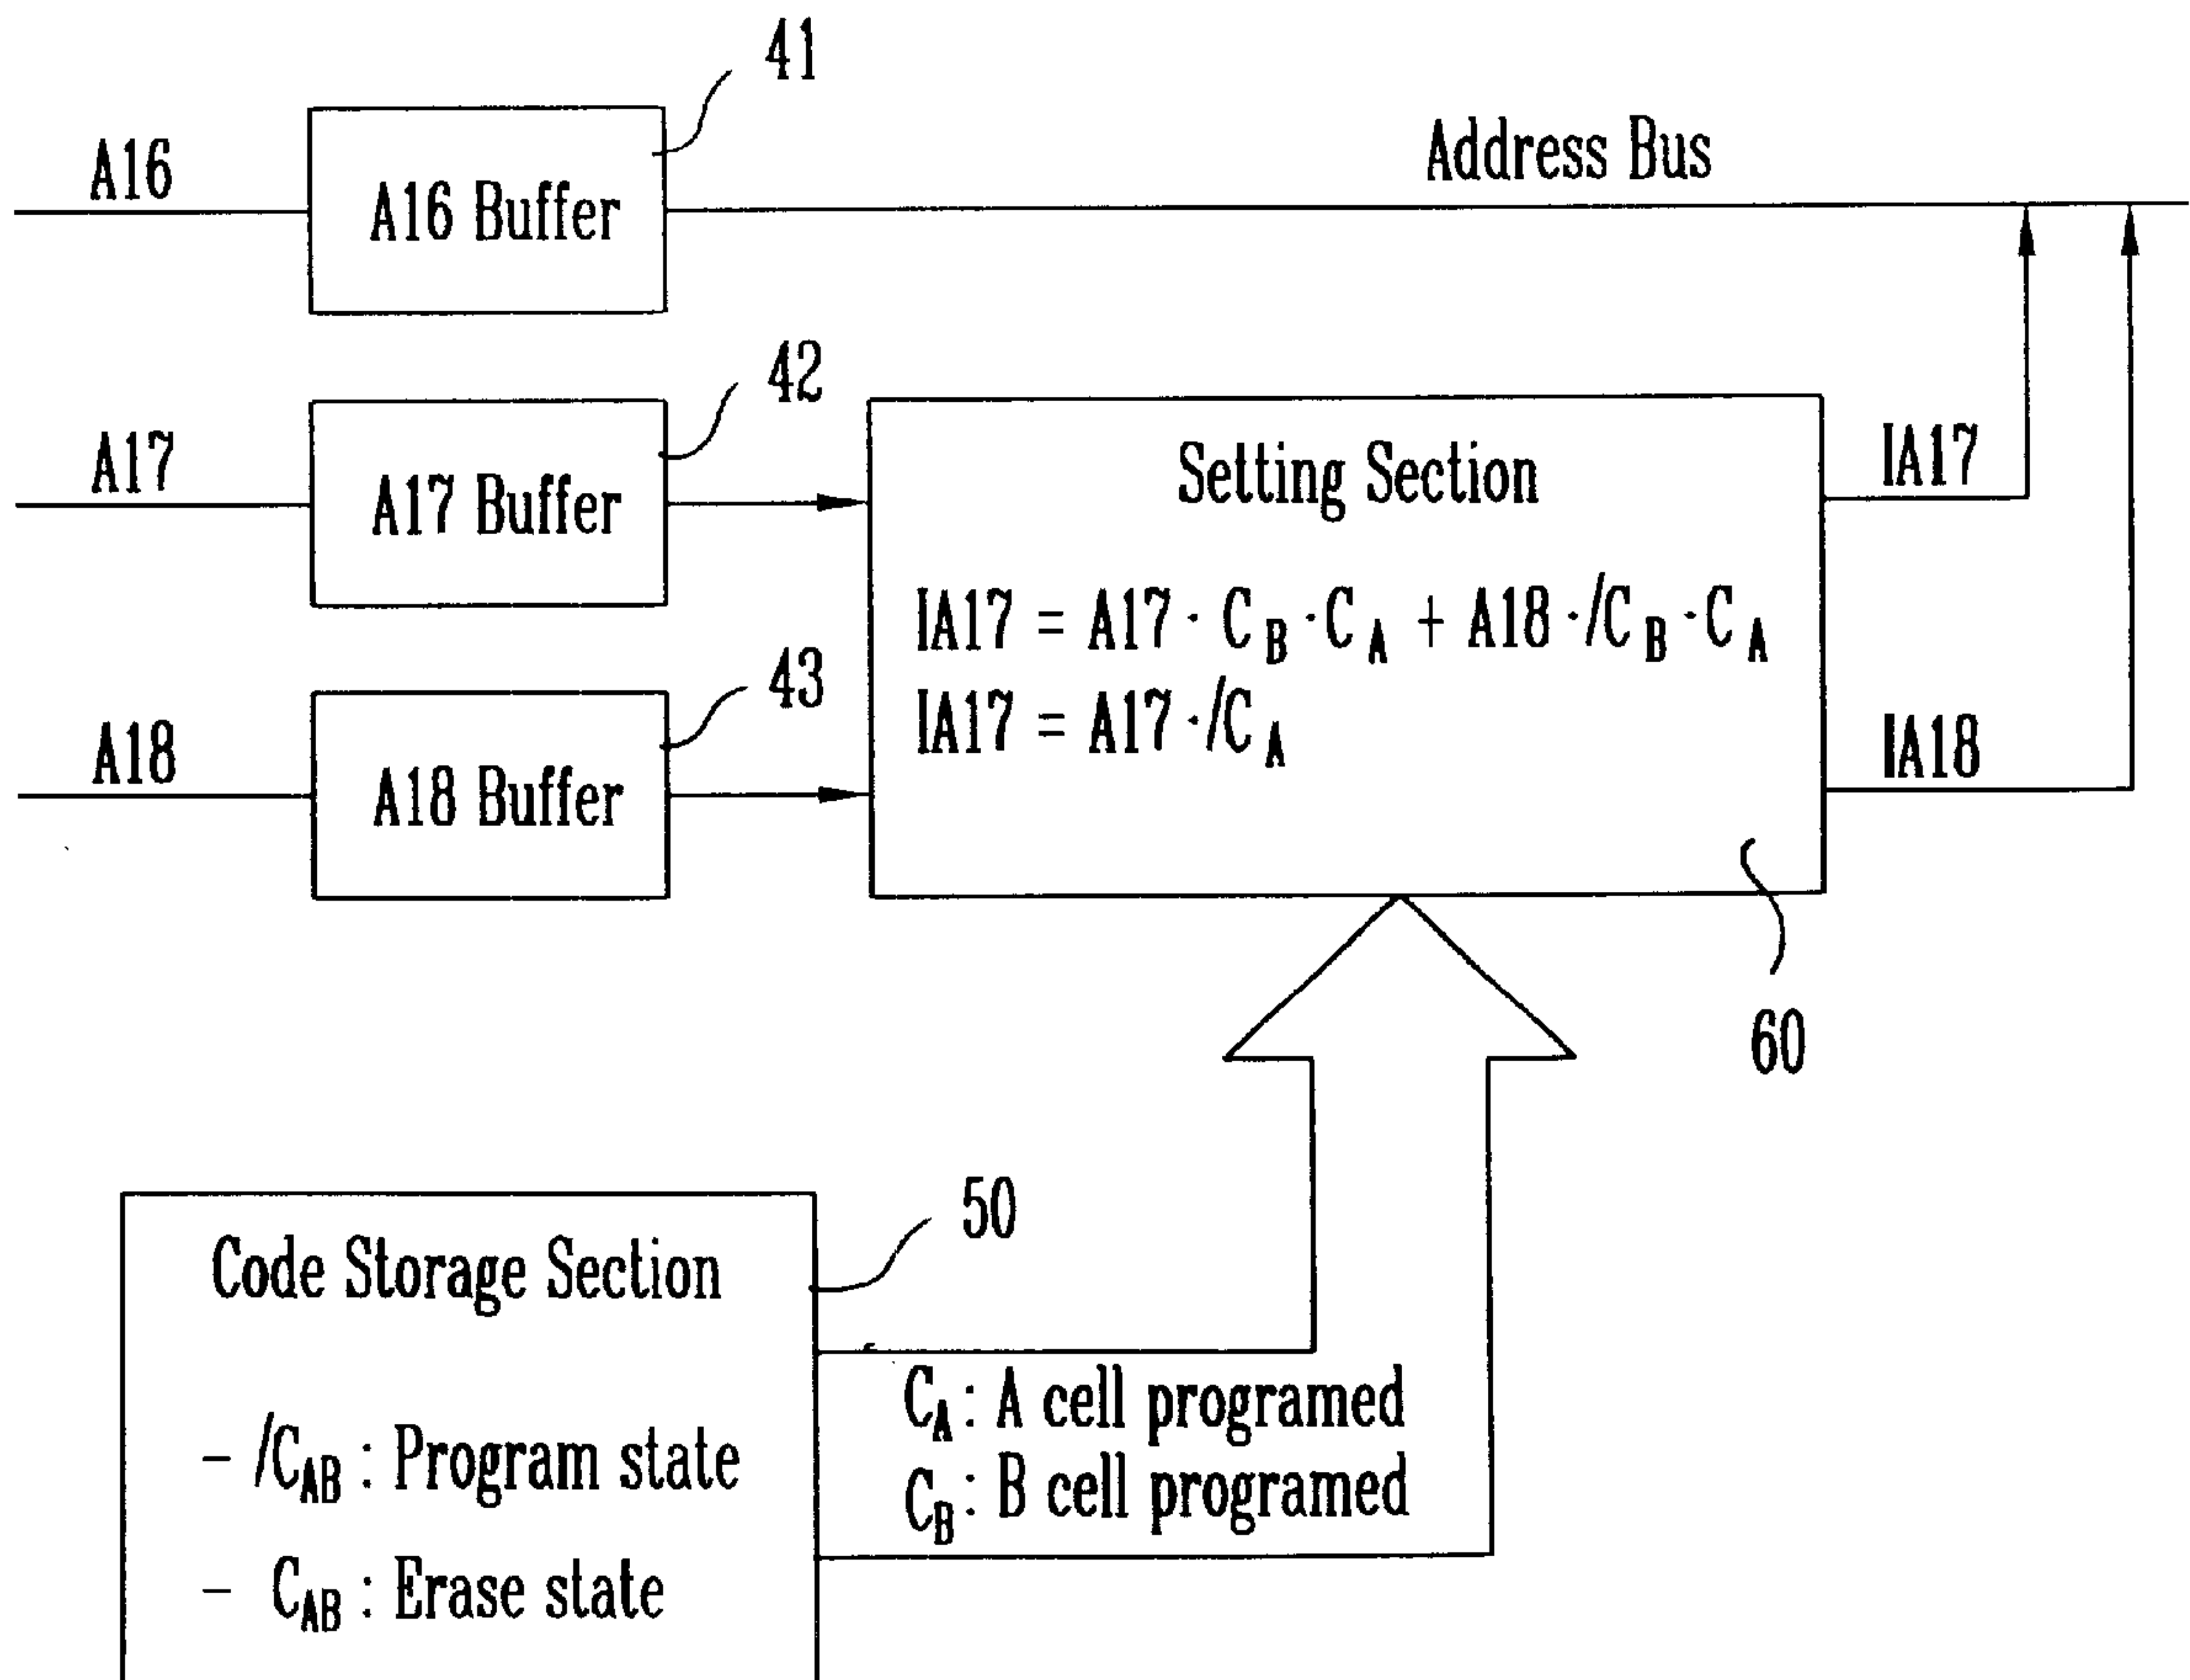 41
A16
A16 Buffer
Address Bus
42
A17
A17 Buffer
Setting Section
IA17 = A17 · C_B · C_A + A18 · /C_B · C_A
IA17 = A17 · /C_A
IA17
43
A18
A18 Buffer
IA18
60
50
Code Storage Section
- /C_AB : Program state
- C_AB : Erase state
C_A : A cell programed
C_B : B cell programed